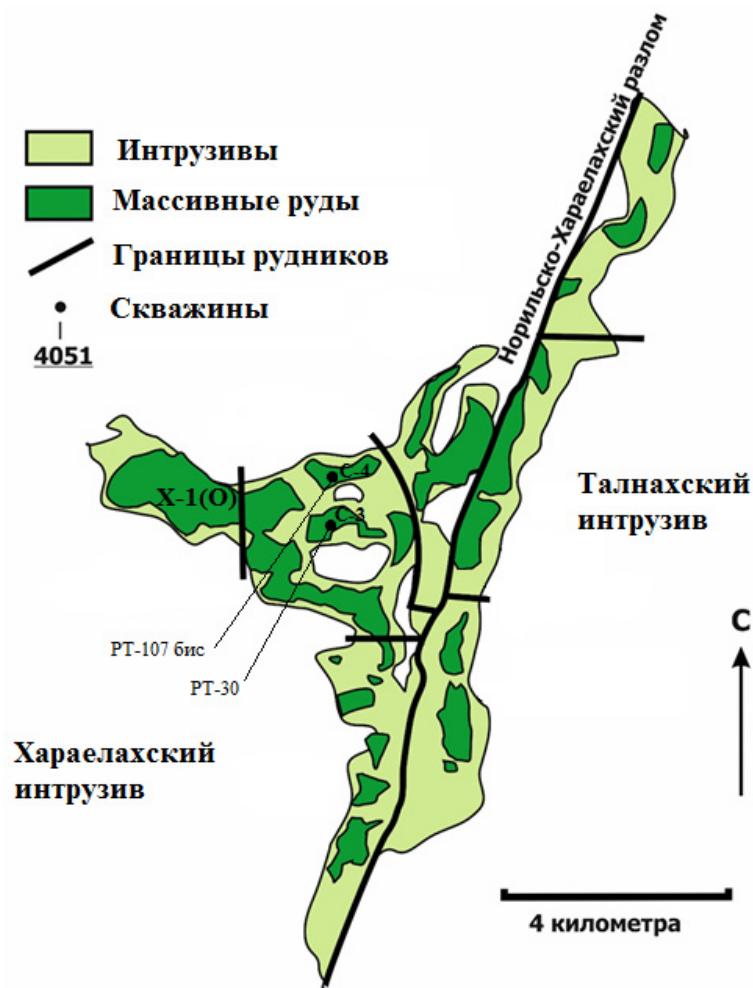 Норильско-Хараелахский разлом
Интрузивы
Массивные руды
Границы рудников
Скважины
4051
С-4
Х-1(О)
С-3
Талнахский
интрузив
С
РТ-107 бис
РТ-30
Хараелахский
интрузив
4 километра